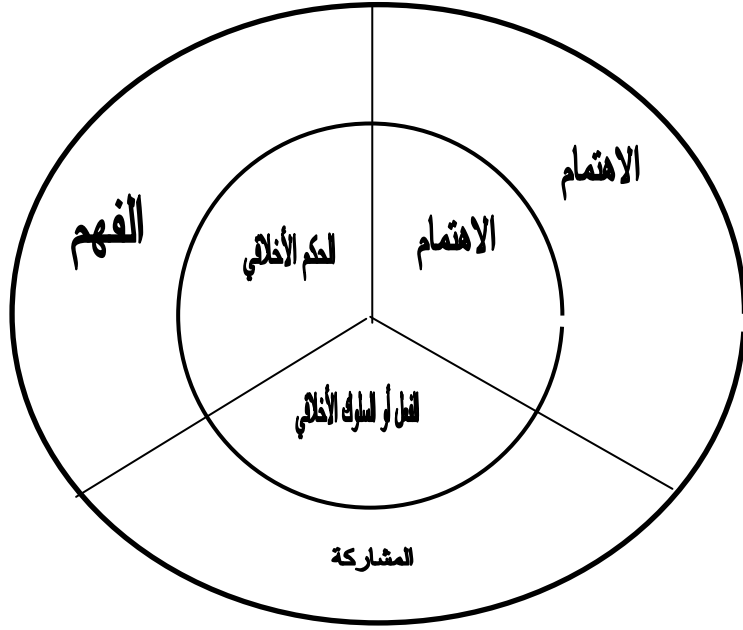 الاهتمام
الفهم
الاهتمام
الحكم الأخلاقي
الفعل أو السلوك الأخلاقي
المشاركة